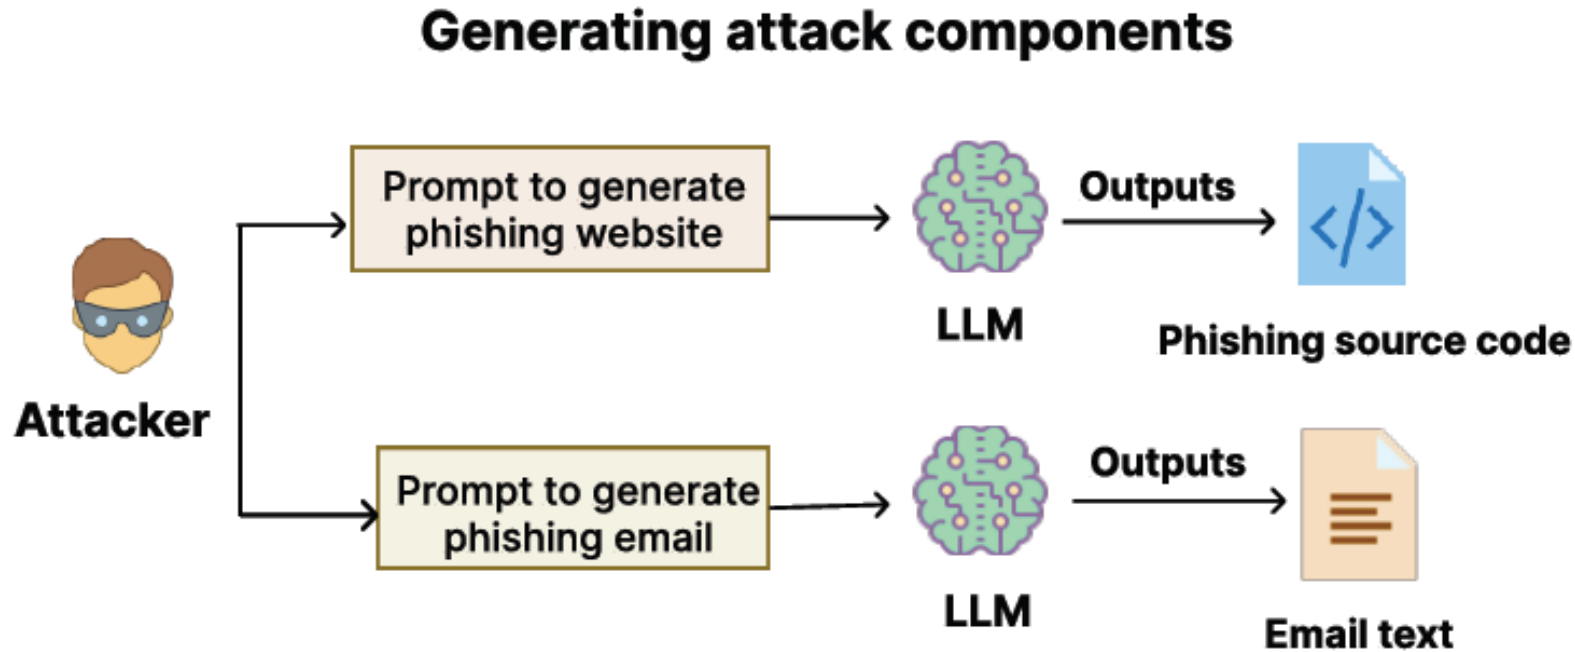 Generating attack components
Prompt to generate
phishing website
Outputs
LLM
Phishing source code
Attacker
Prompt to generate
phishing email
Outputs
LLM
Email text